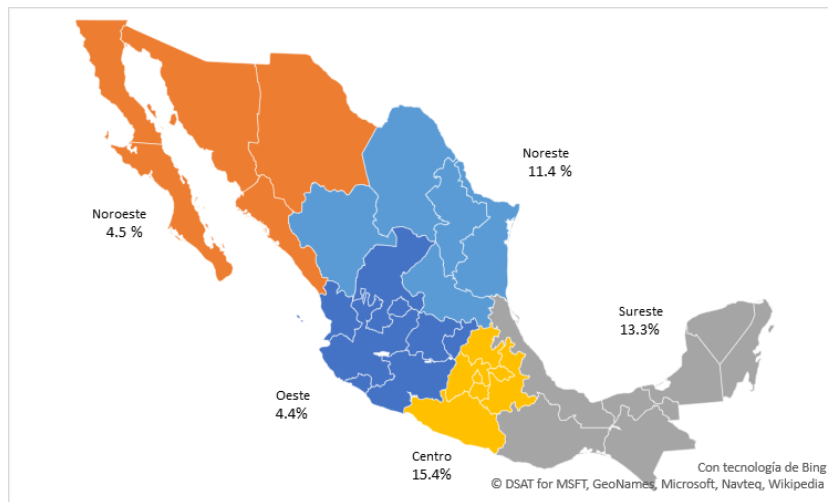 Noreste
11.4 %
Noroeste
4.5 %
Sureste
13.3%
Oeste
4.4%
Centro
15.4%
Con tecnología de Bing
© DSAT for MSFT, GeoNames, Microsoft, Navteq, Wikipedia